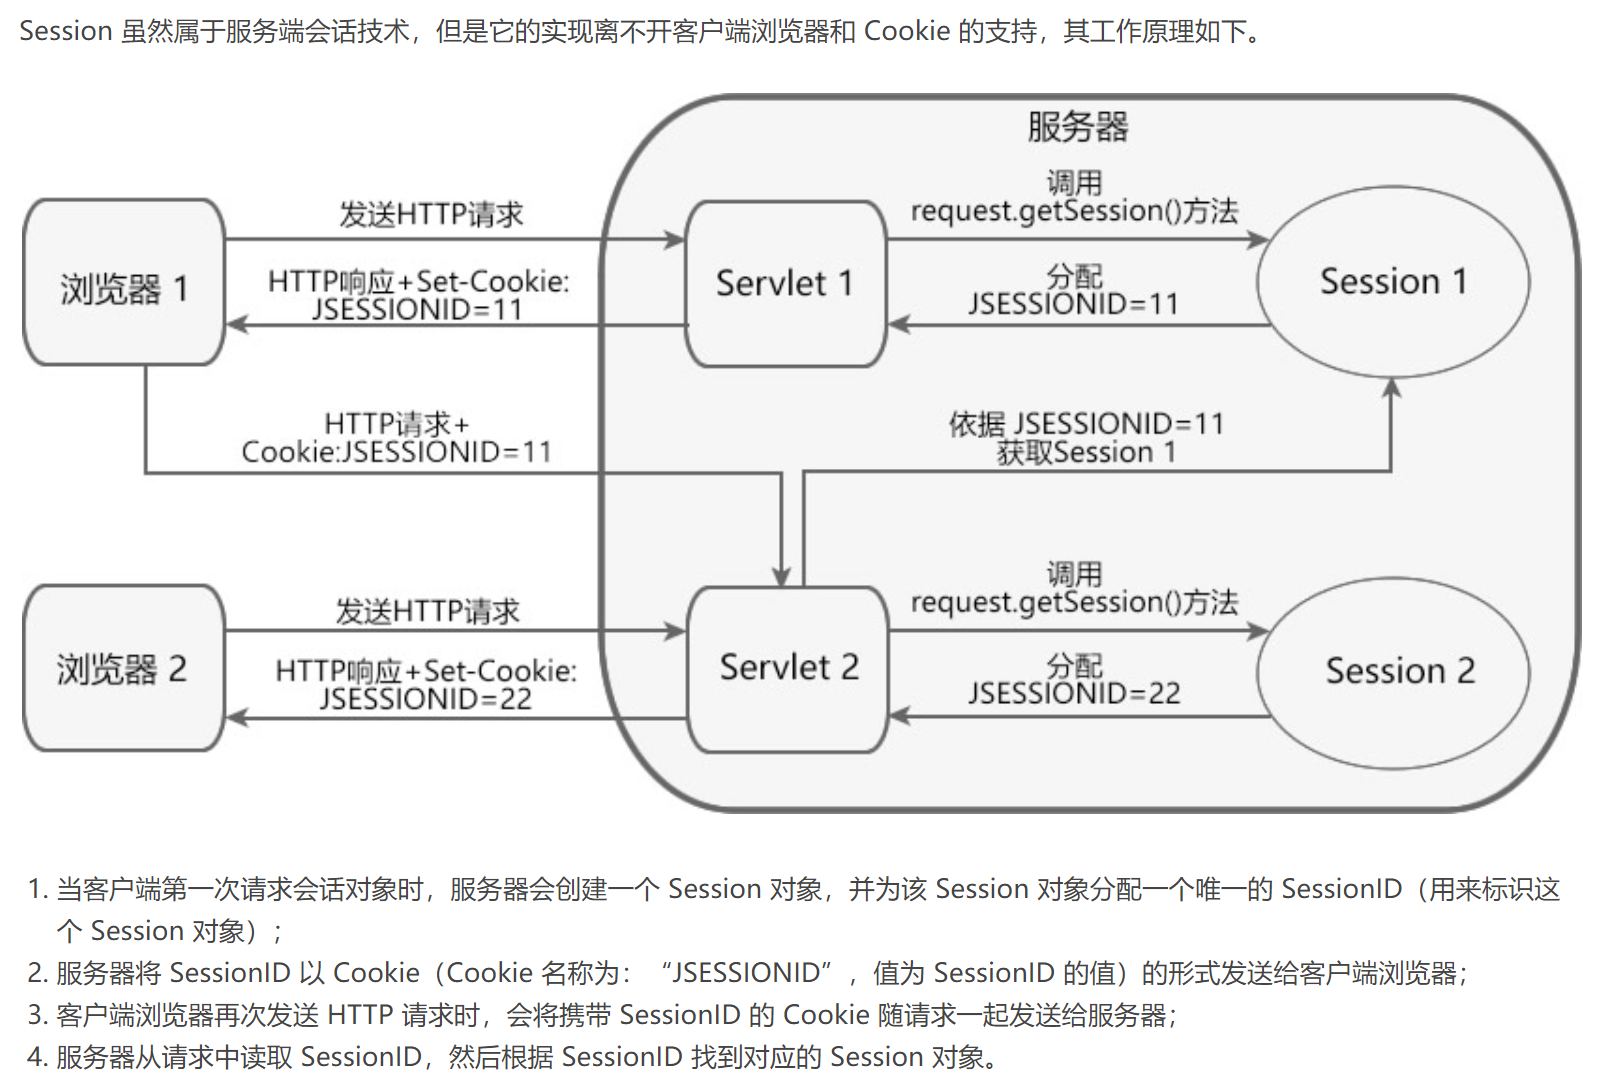 Session 虽然属于服务端会话技术，但是它的实现离不开客户端浏览器和 Cookie 的支持，其工作原理如下。
服务器
调用
request.getSession()方法
发送HTTP请求
浏览器 1
HTTP响应+Set-Cookie:
JSESSIONID=11
Servlet 1
分配
JSESSIONID=11
Session 1
HTTP请求+
Cookie:JSESSIONID=11
依据 JSESSIONID=11
获取Session 1
调用
request.getSession()方法
发送HTTP请求
浏览器 2
HTTP响应+Set-Cookie:
JSESSIONID=22
Servlet 2
分配
JSESSIONID=22
Session 2
1. 当客户端第一次请求会话对象时，服务器会创建一个 Session 对象，并为该 Session 对象分配一个唯一的 SessionID（用来标识这
个 Session 对象）；
2. 服务器将 SessionID 以 Cookie（Cookie 名称为：“JSESSIONID”，值为 SessionID 的值）的形式发送给客户端浏览器；
3. 客户端浏览器再次发送 HTTP 请求时，会将携带 SessionID 的 Cookie 随请求一起发送给服务器；
4. 服务器从请求中读取 SessionID，然后根据 SessionID 找到对应的 Session 对象。